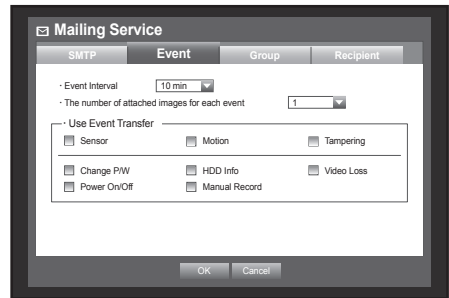 Mailing Service
SMTP Event Group Recipient
· Event Interval 10 min
· The number of attached images for each event 1
· Use Event Transfer
Sensor Motion Tampering
Change P/W HDD Info Video Loss
Power On/Off Manual Record
OK Cancel